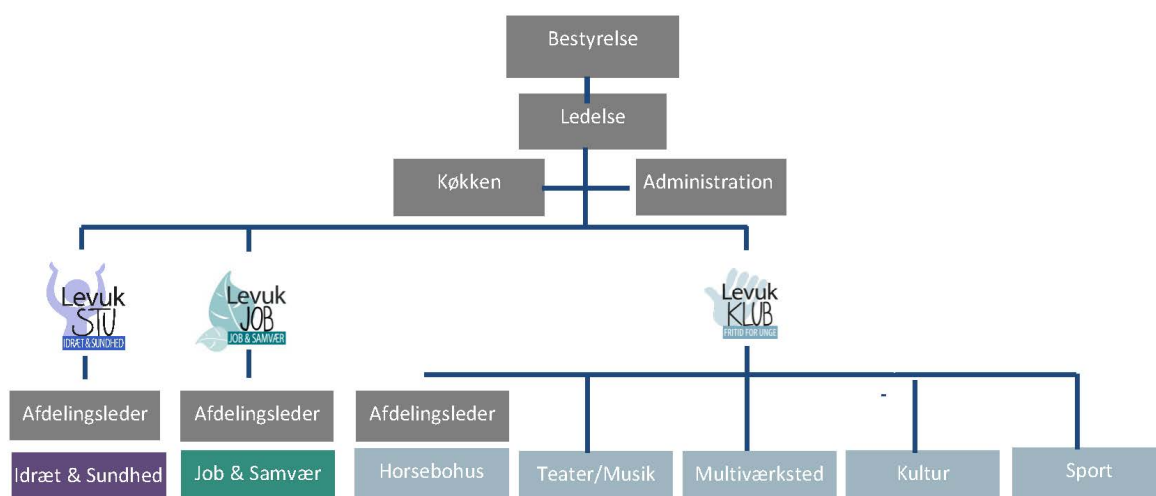 Bestyrelse
Ledelse
Køkken
Administration
Levuk
STU
IDRÆT & SUNDHED
Levuk
JOB
JOB & SAMVÆR
Levuk
KLUB
FRITID FOR UNGE
Afdelingsleder
Afdelingsleder
Afdelingsleder
Idræt & Sundhed
Job & Samvær
Horsebohus
Teater/Musik
Multiværksted
Kultur
Sport